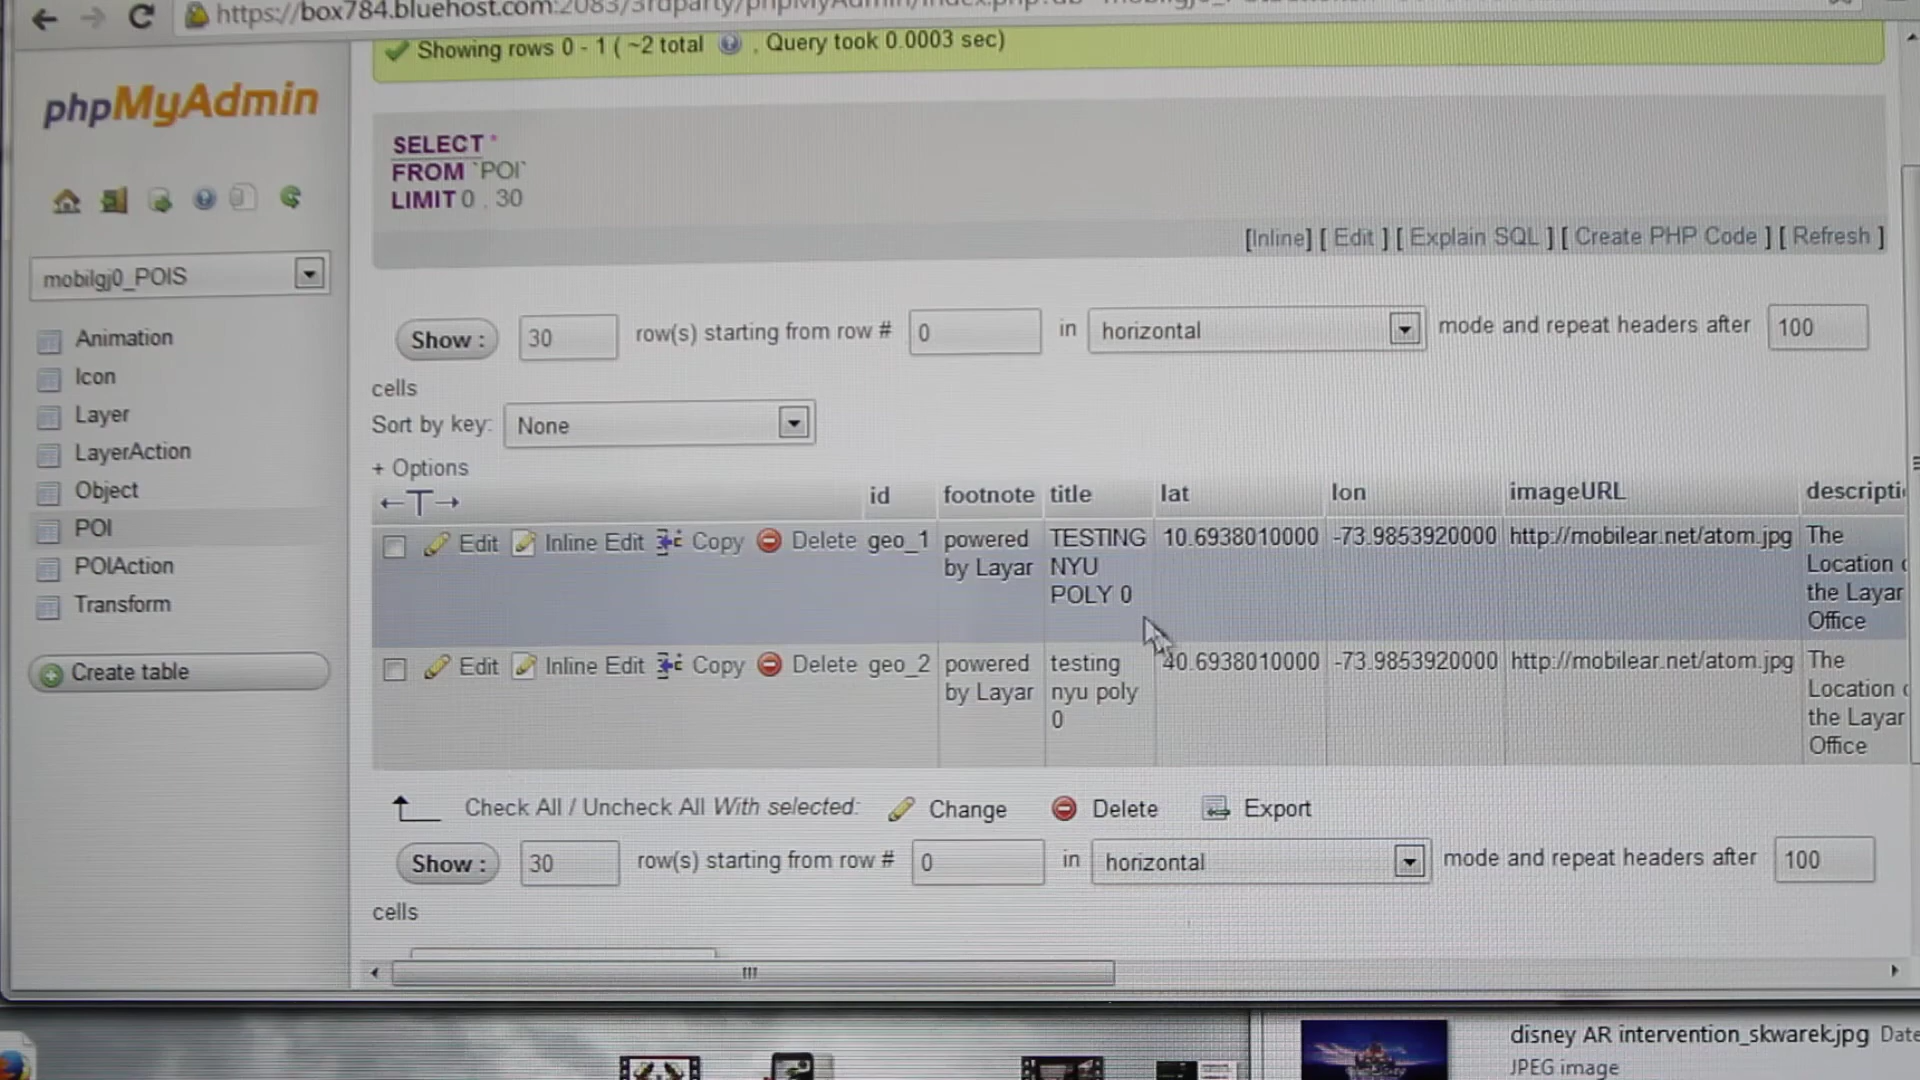 https://box784.bluehost.com:2083/3rdparty/phpMyAdmin/index.php?db=
Showing rows 0 - 1 ( ~2 total , Query took 0.0003 sec)
phpMyAdmin
SELECT *
FROM `POI`
LIMIT 0 , 30
[Inline] [ Edit ] [ Explain SQL ] [ Create PHP Code ] [ Refresh ]
mobilgj0_POIS
Animation
Icon
Layer
LayerAction
Object
POI
POIAction
Transform
Create table
Show : 30 row(s) starting from row # 0 in horizontal mode and repeat headers after 100
cells
Sort by key: None
+ Options
←T→ id footnote title lat lon imageURL descripti
Edit Inline Edit Copy Delete geo_1 powered by Layar TESTING NYU POLY 0 10.6938010000 -73.9853920000 http://mobilear.net/atom.jpg The Location o the Layar Office
Edit Inline Edit Copy Delete geo_2 powered by Layar testing nyu poly 0 40.6938010000 -73.9853920000 http://mobilear.net/atom.jpg The Location o the Layar Office
Check All / Uncheck All With selected: Change Delete Export
Show : 30 row(s) starting from row # 0 in horizontal mode and repeat headers after 100
cells
disney AR intervention_skwarek.jpg Date
JPEG image